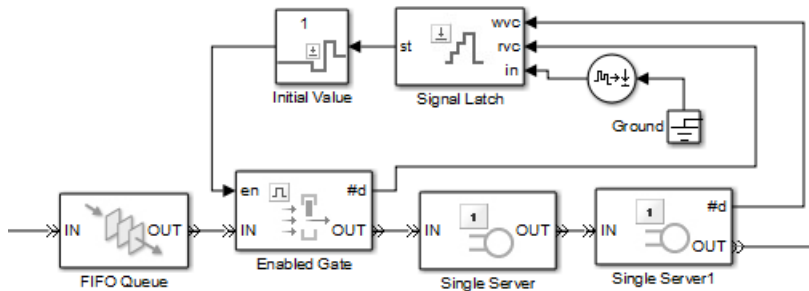 1
Initial Value
st
wvc
rvc
in
Signal Latch
Ground
en
#d
IN
OUT
Enabled Gate
IN
OUT
FIFO Queue
1
IN
OUT
Single Server
1
#d
IN
OUT
Single Server1